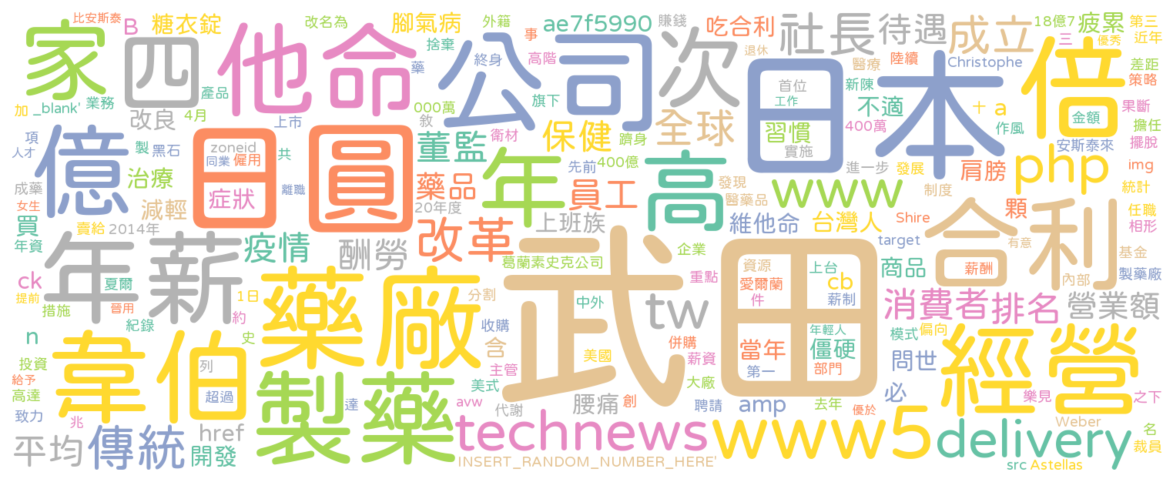 比安斯泰 B 糖衣錠 改名為 腳氣病 外籍 ae7f5990 賺錢 吃合利 社長 待遇 成立 18億7 疲累 第三
家 四 他命 捨棄 終身 事 高階 退休 次 醫療 陸續 優秀 三 近年
加 _blank' 業務 產品 藥 公司 旗下 首位 新陳 Christophe 倍 差距 策略
改良 4月 000萬 工作 日本 不適 十 a 金額 果斷
項 人才 億 製 黑石 zoneid 上市 敘 董監 衛材 保健 躋身 全球 習慣 400萬 作風 擔任 擺脫
日圓 同業 僱用 共 先前 400億 實施 進一步 發展 安斯泰來
成藥 治療 症狀 離職 藥品 年 員工 高 發現 醫藥品 www 制度 肩膀 php img 統計
女生 買 減輕 20年度 上班族 維他命 台灣人 Shire 顆 任職
年資 賣給 2014年 疫情 酬勞 改革 葛蘭素史克公司 企業 target 有意 合利 相形
年薪 武田 資源 上台 商品 薪酬 內部 基金
ck 夏爾 藥廠 分割 中外 重點 愛爾蘭 cb 製藥廠
提前 措施 晉用 1日 約 紀錄 tw 件 薪制 消費者 排名 營業額
n 史 收購 含 美國 併購 年輕人 模式 偏向
韋伯 當年 僵硬 問世 經營
投資 列 主管 薪資 第一 部門
給予 高達 超過 製藥 美式 大廠 必 樂見 之下
致力 兆 達 avw 代謝 腰痛 創 聘請 amp 去年 優於 Weber
平均 傳統 href technews www5 delivery 名
開發 INSERT_RANDOM_NUMBER_HERE' src Astellas 裁員